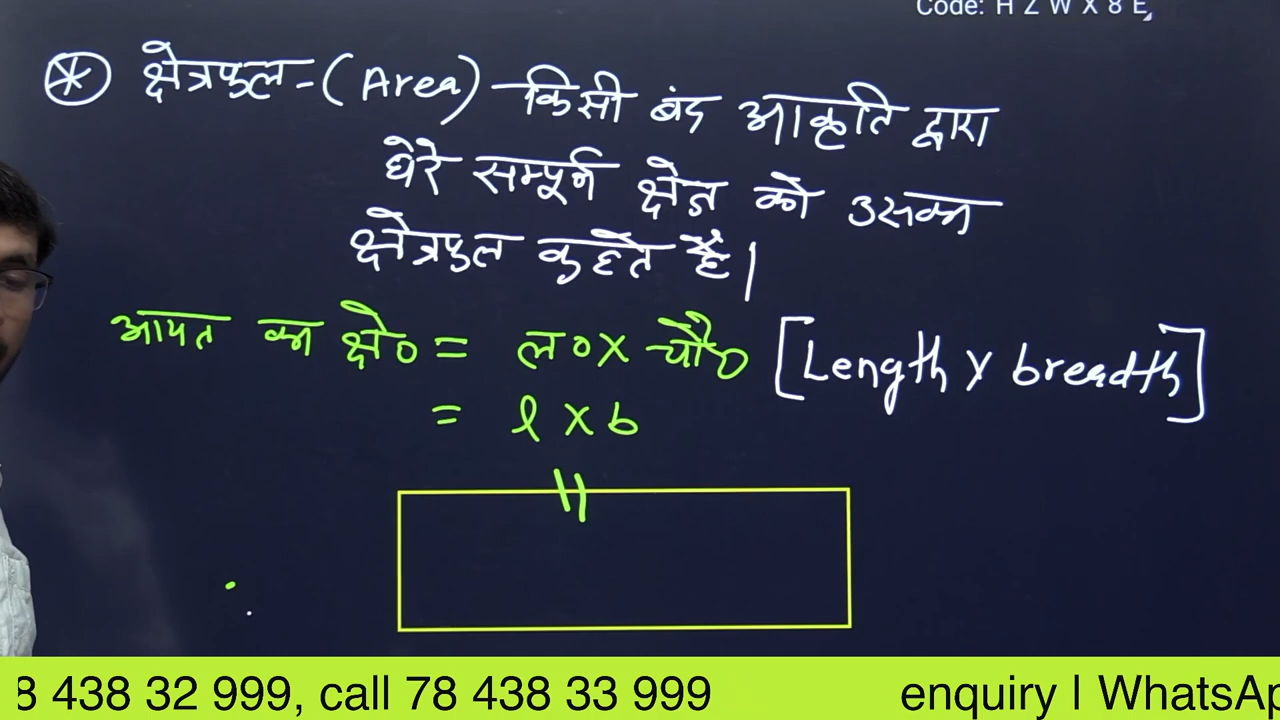 Code: H Z W X 8 E,
* क्षेत्रफल - (Area) - किसी बंद आकृति द्वारा
घेरे सम्पूर्ण क्षेत्र को उसका
क्षेत्रफल कहते है|
आयत का क्षे० = ल० X चौ० [Length X breadth]
= l X b
8 438 32 999, call 78 438 33 999 enquiry I WhatsAp